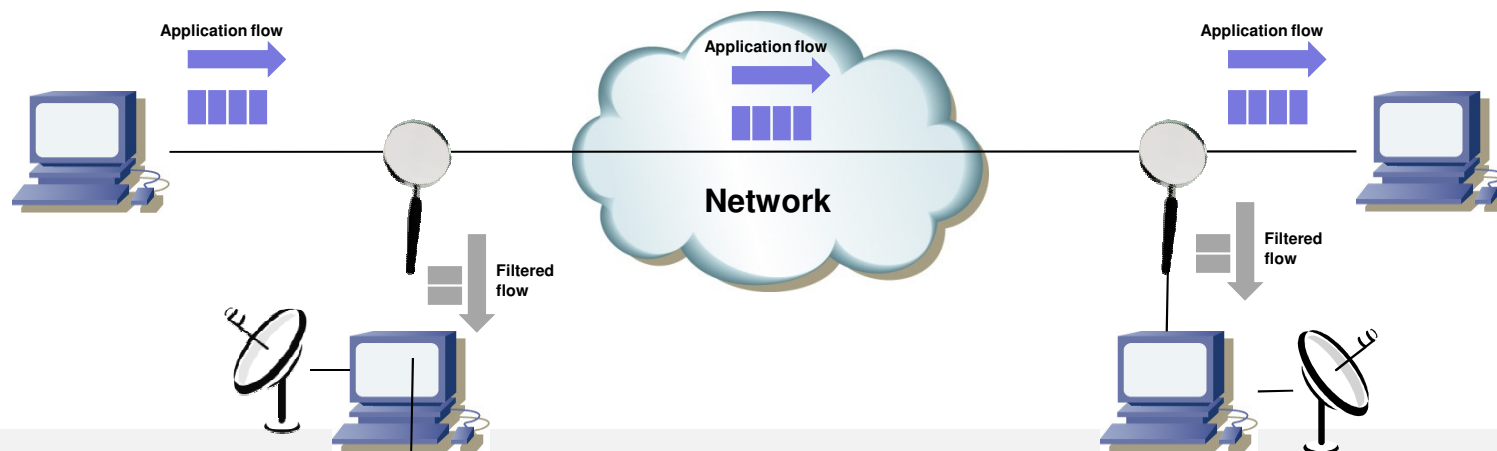 Application flow
Application flow
Application flow
Network
Filtered
flow
Filtered
flow